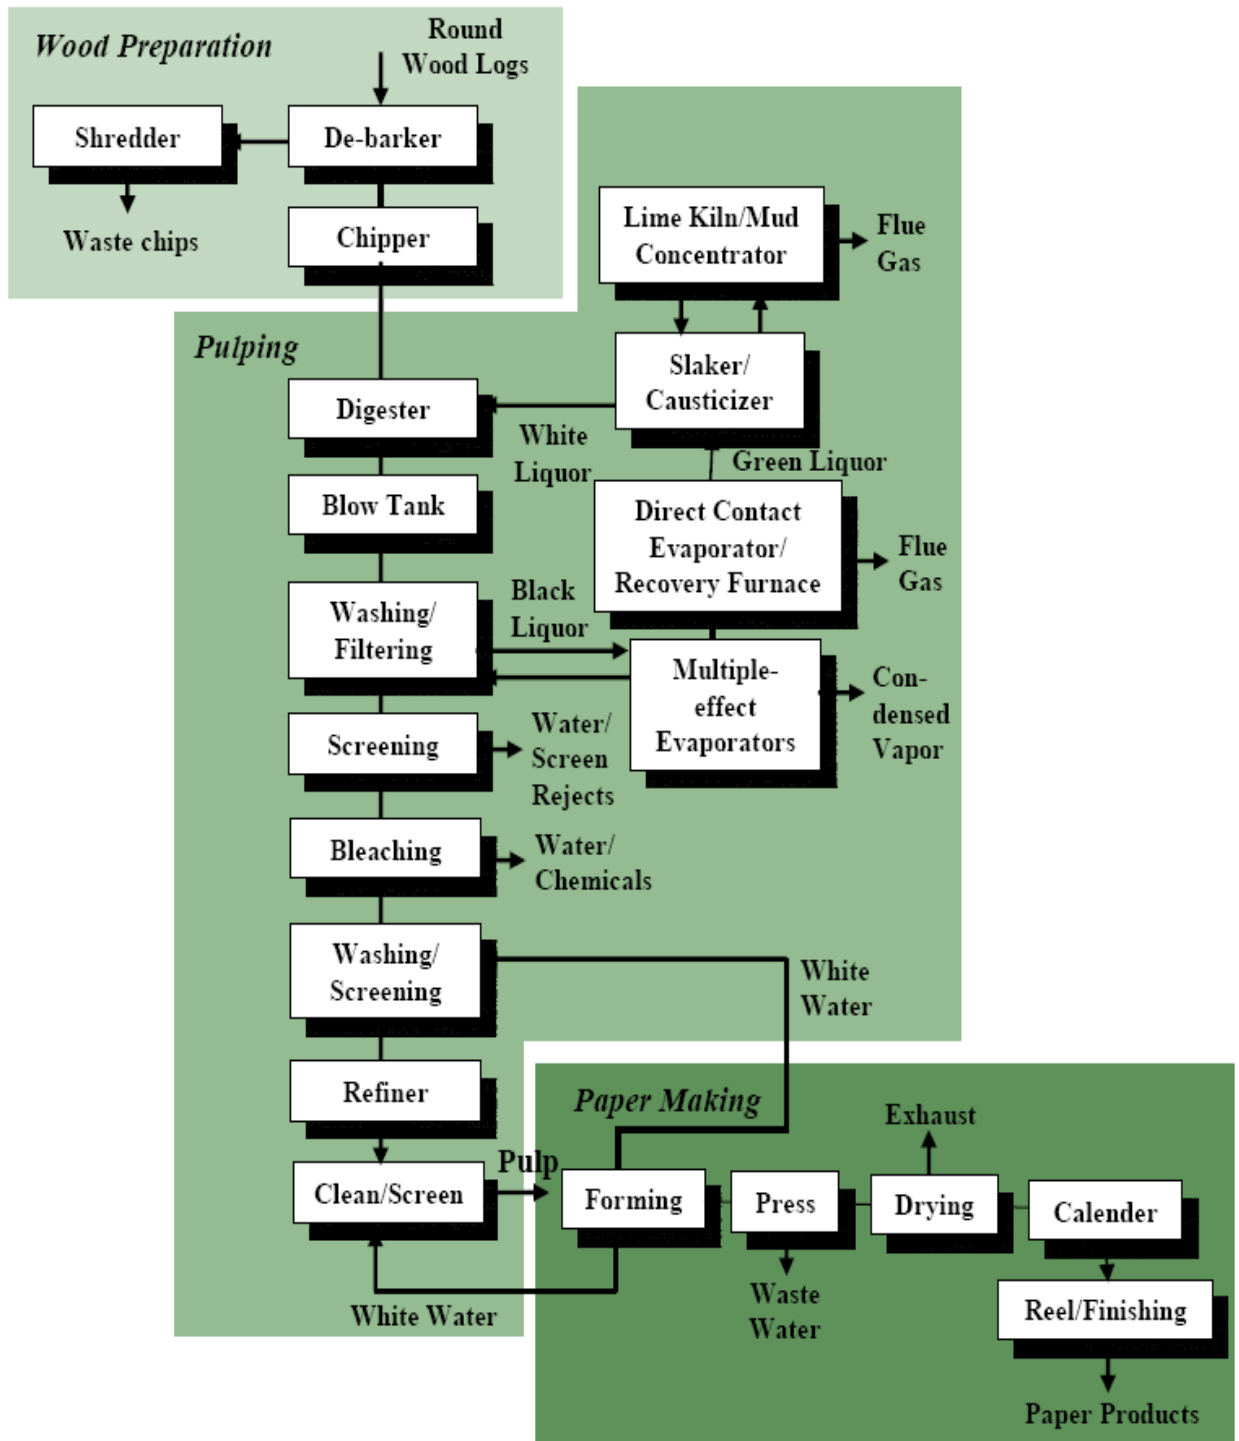 Wood Preparation
Round
Wood Logs
Shredder
De-barker
Waste chips
Chipper
Lime Kiln/Mud
Concentrator
Flue
Gas
Pulping
Slaker/
Causticizer
Digester
White
Liquor
Green Liquor
Blow Tank
Direct Contact
Evaporator/
Recovery Furnace
Flue
Gas
Washing/
Filtering
Black
Liquor
Multiple-
effect
Evaporators
Con-
densed
Vapor
Screening
Water/
Screen
Rejects
Bleaching
Water/
Chemicals
Washing/
Screening
White
Water
Refiner
Paper Making
Exhaust
Clean/Screen
Pulp
Forming
Press
Drying
Calender
White Water
Waste
Water
Reel/Finishing
Paper Products